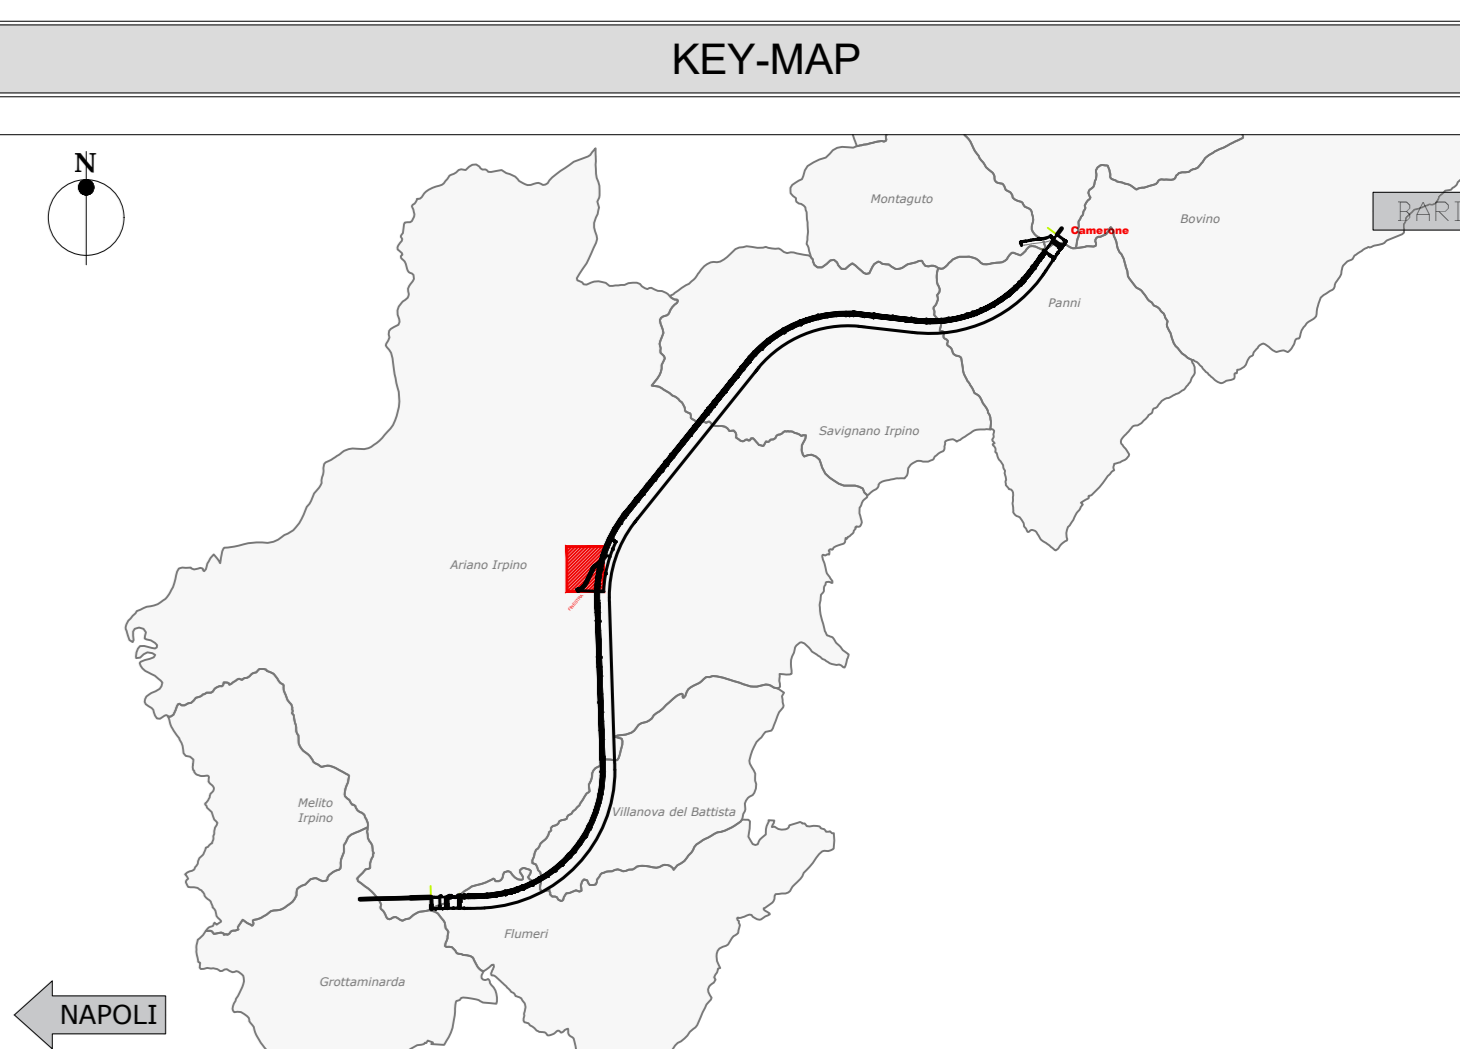 KEY-MAP
N
Montaguto
Bovino
BARI
Camerone
Panni
Savignano Irpino
Ariano Irpino
Melito
Irpino
Villanova del Battista
Flumeri
Grottaminarda
NAPOLI